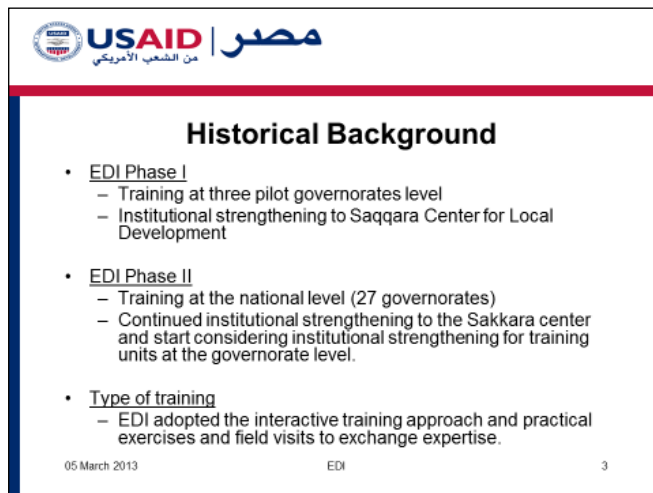 USAID | مصر
من الشعب الأمريكي
Historical Background
• EDI Phase I
– Training at three pilot governorates level
– Institutional strengthening to Saqqara Center for Local
Development
• EDI Phase II
– Training at the national level (27 governorates)
– Continued institutional strengthening to the Sakkara center
and start considering institutional strengthening for training
units at the governorate level.
• Type of training
– EDI adopted the interactive training approach and practical
exercises and field visits to exchange expertise.
05 March 2013 EDI 3